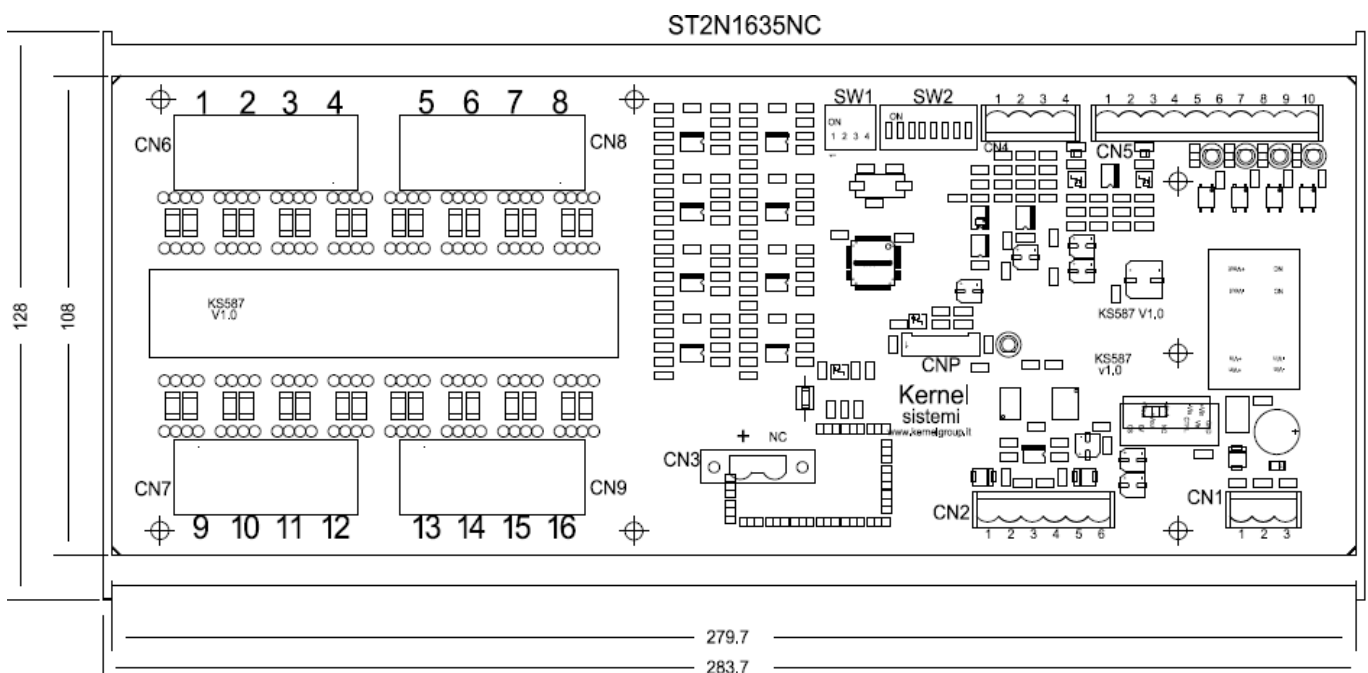 ST2N1635NC
1 2 3 4 5 6 7 8
CN6
CN8
SW1
ON
1 2 3 4
SW2
ON
1 2 3 4
CN4
1 2 3 4 5 6 7 8 9 10
CN5
128
108
KS587
V1.0
KS587 V1.0
KS587
v1.0
CNP
Kernel
sistemi
www.kernelgroup.it
+ NC
CN3
CN7
CN9
9 10 11 12 13 14 15 16
CN2
1 2 3 4 5 6
+
CN1
1 2 3
279.7
283.7